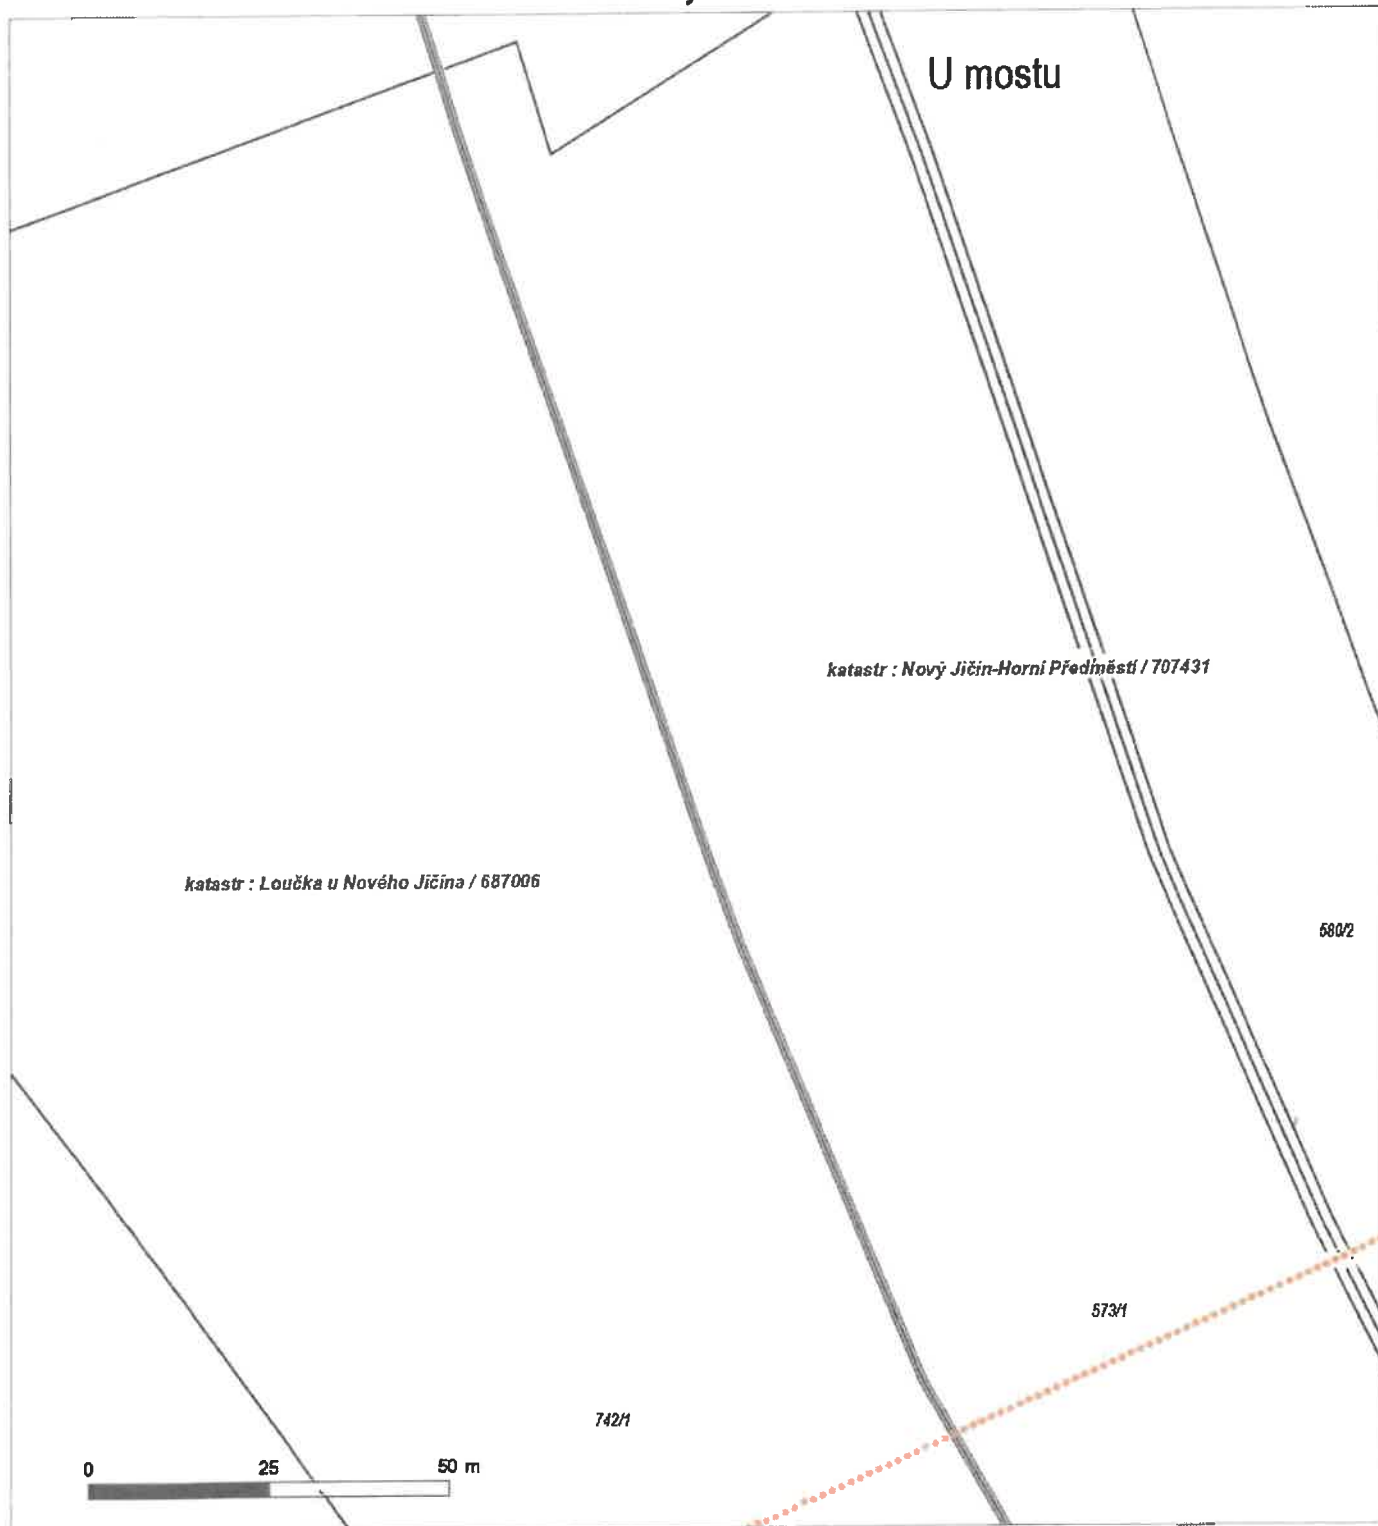 U mostu
katastr : Nový Jičín-Horní Předměstí / 707431
katastr : Loučka u Nového Jičína / 687006
580/2
573/1
742/1
0 25 50 m